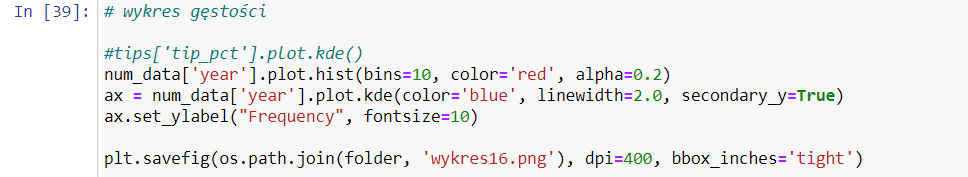 In [39]: # wykres gęstości
#tips['tip_pct'].plot.kde()
num_data['year'].plot.hist(bins=10, color='red', alpha=0.2)
ax = num_data['year'].plot.kde(color='blue', linewidth=2.0, secondary_y=True)
ax.set_ylabel("Frequency", fontsize=10)
plt.savefig(os.path.join(folder, 'wykres16.png'), dpi=400, bbox_inches='tight')